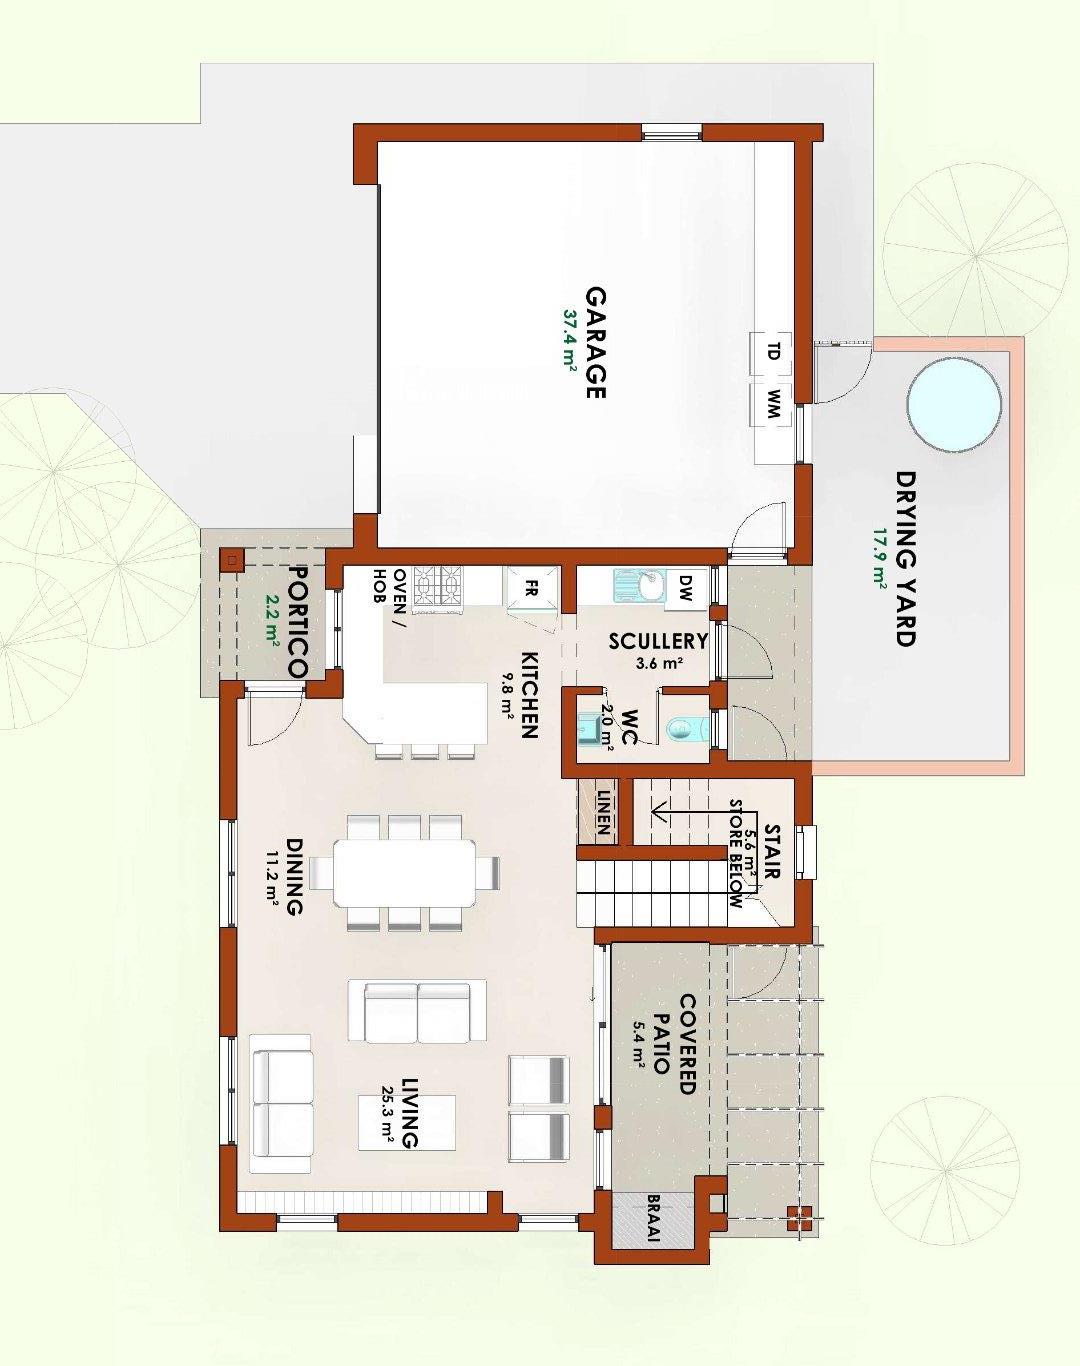 GARAGE
37.4 m²
TD
WM
DRYING YARD
17.9 m²
PORTICO
2.2 m²
OVEN /
HOB
FR
DW
SCULLERY
3.6 m²
KITCHEN
9.8 m²
WC
2.0 m²
LINEN
STAIR
5.6 m²
STORE BELOW
DINING
11.2 m²
COVERED
PATIO
5.4 m²
LIVING
25.3 m²
BRAAI